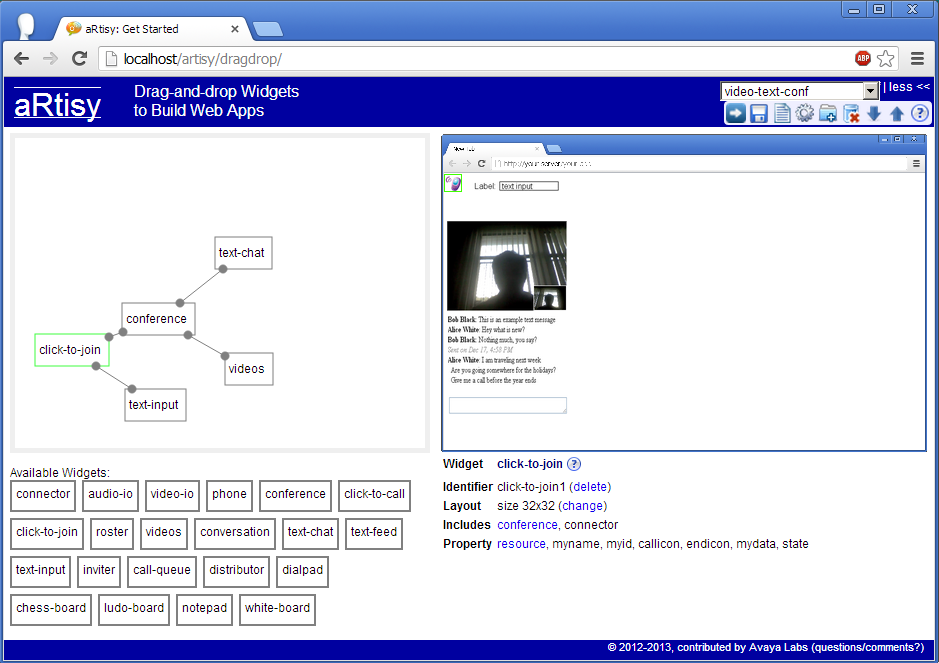 aRtisy: Get Started
localhost/artisy/dragdrop/
ABP
aRtisy
Drag-and-drop Widgets
to Build Web Apps
video-text-conf
| less <<
New Tab
http://your-server/your-app
Label: text input
text-chat
conference
click-to-join
videos
text-input
Bob Black: This is an example text message
Alice White: Hey what is new?
Bob Black: Nothing much, you say?
Sent on Dec 17, 4:58 PM
Alice White: I am traveling next week
Are you going somewhere for the holidays?
Give me a call before the year ends
Widget click-to-join ?
Identifier click-to-join1 (delete)
Layout size 32x32 (change)
Includes conference, connector
Property resource, myname, myid, callicon, endicon, mydata, state
Available Widgets:
connector audio-io video-io phone conference click-to-call
click-to-join roster videos conversation text-chat text-feed
text-input inviter call-queue distributor dialpad
chess-board ludo-board notepad white-board
© 2012-2013, contributed by Avaya Labs (questions/comments?)